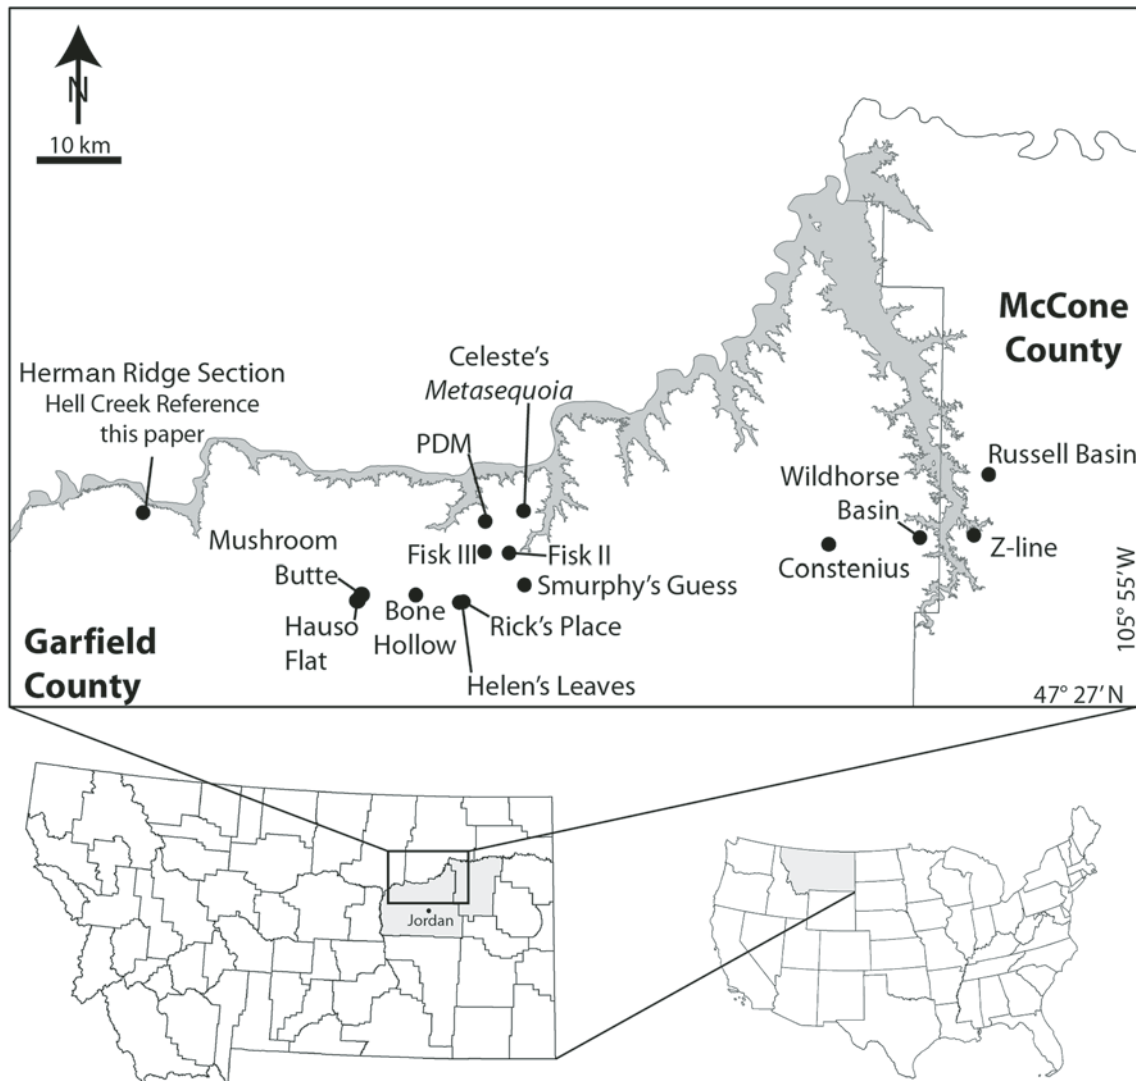 N
10 km
McCone
County
Celeste's
Metasequoia
Herman Ridge Section
Hell Creek Reference
this paper
PDM
Russell Basin
Wildhorse
Basin
Mushroom
Butte
Fisk III
Fisk II
Z-line
Constenius
Smurphy's Guess
Bone
Hollow
Hauso
Flat
Rick's Place
Helen's Leaves
Garfield
County
105° 55'W
47° 27'N
Jordan